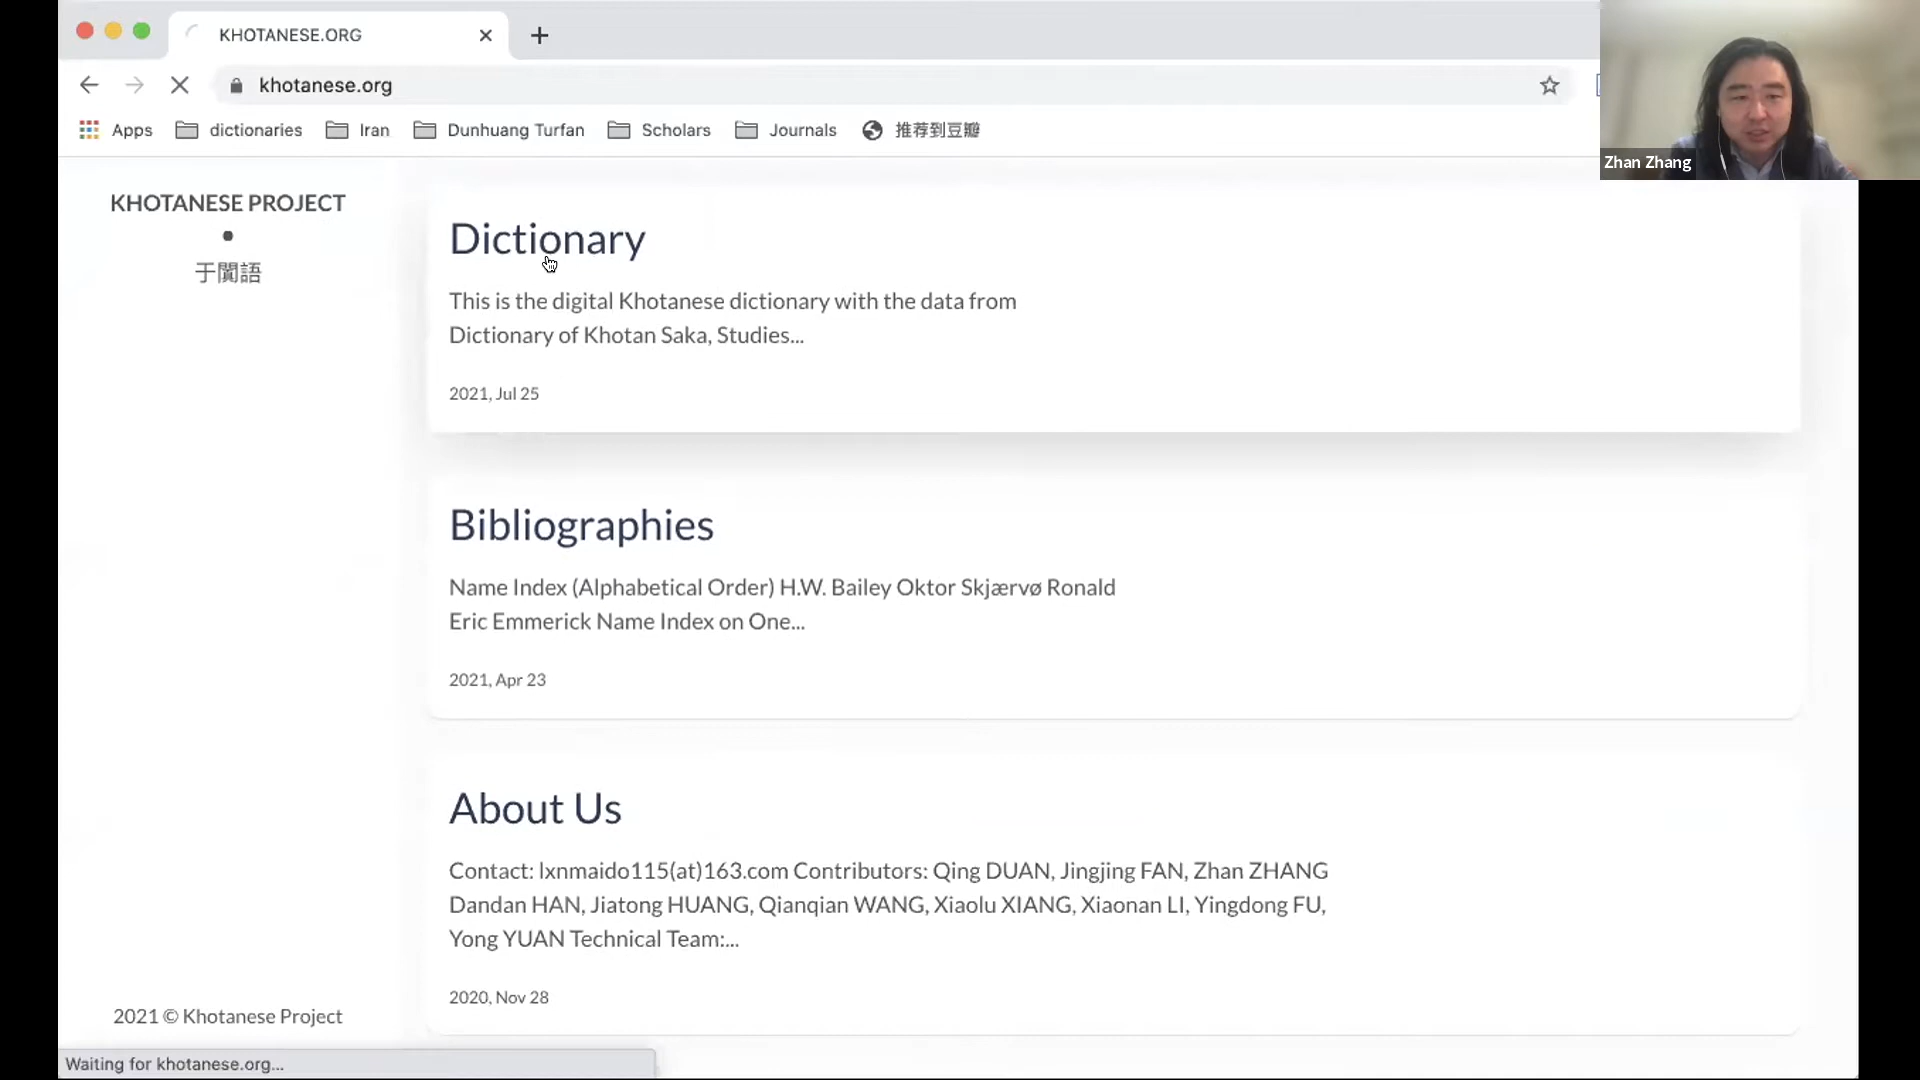 KHOTANESE.ORG
khotanese.org
Apps dictionaries Iran Dunhuang Turfan Scholars Journals 推荐到豆瓣
Zhan Zhang
KHOTANESE PROJECT
于闐語
Dictionary
This is the digital Khotanese dictionary with the data from
Dictionary of Khotan Saka, Studies...
2021, Jul 25
Bibliographies
Name Index (Alphabetical Order) H.W. Bailey Oktor Skjærvø Ronald
Eric Emmerick Name Index on One...
2021, Apr 23
About Us
Contact: lxnmaido115(at)163.com Contributors: Qing DUAN, Jingjing FAN, Zhan ZHANG
Dandan HAN, Jiatong HUANG, Qianqian WANG, Xiaolu XIANG, Xiaonan LI, Yingdong FU,
Yong YUAN Technical Team:...
2020, Nov 28
2021 © Khotanese Project
Waiting for khotanese.org...